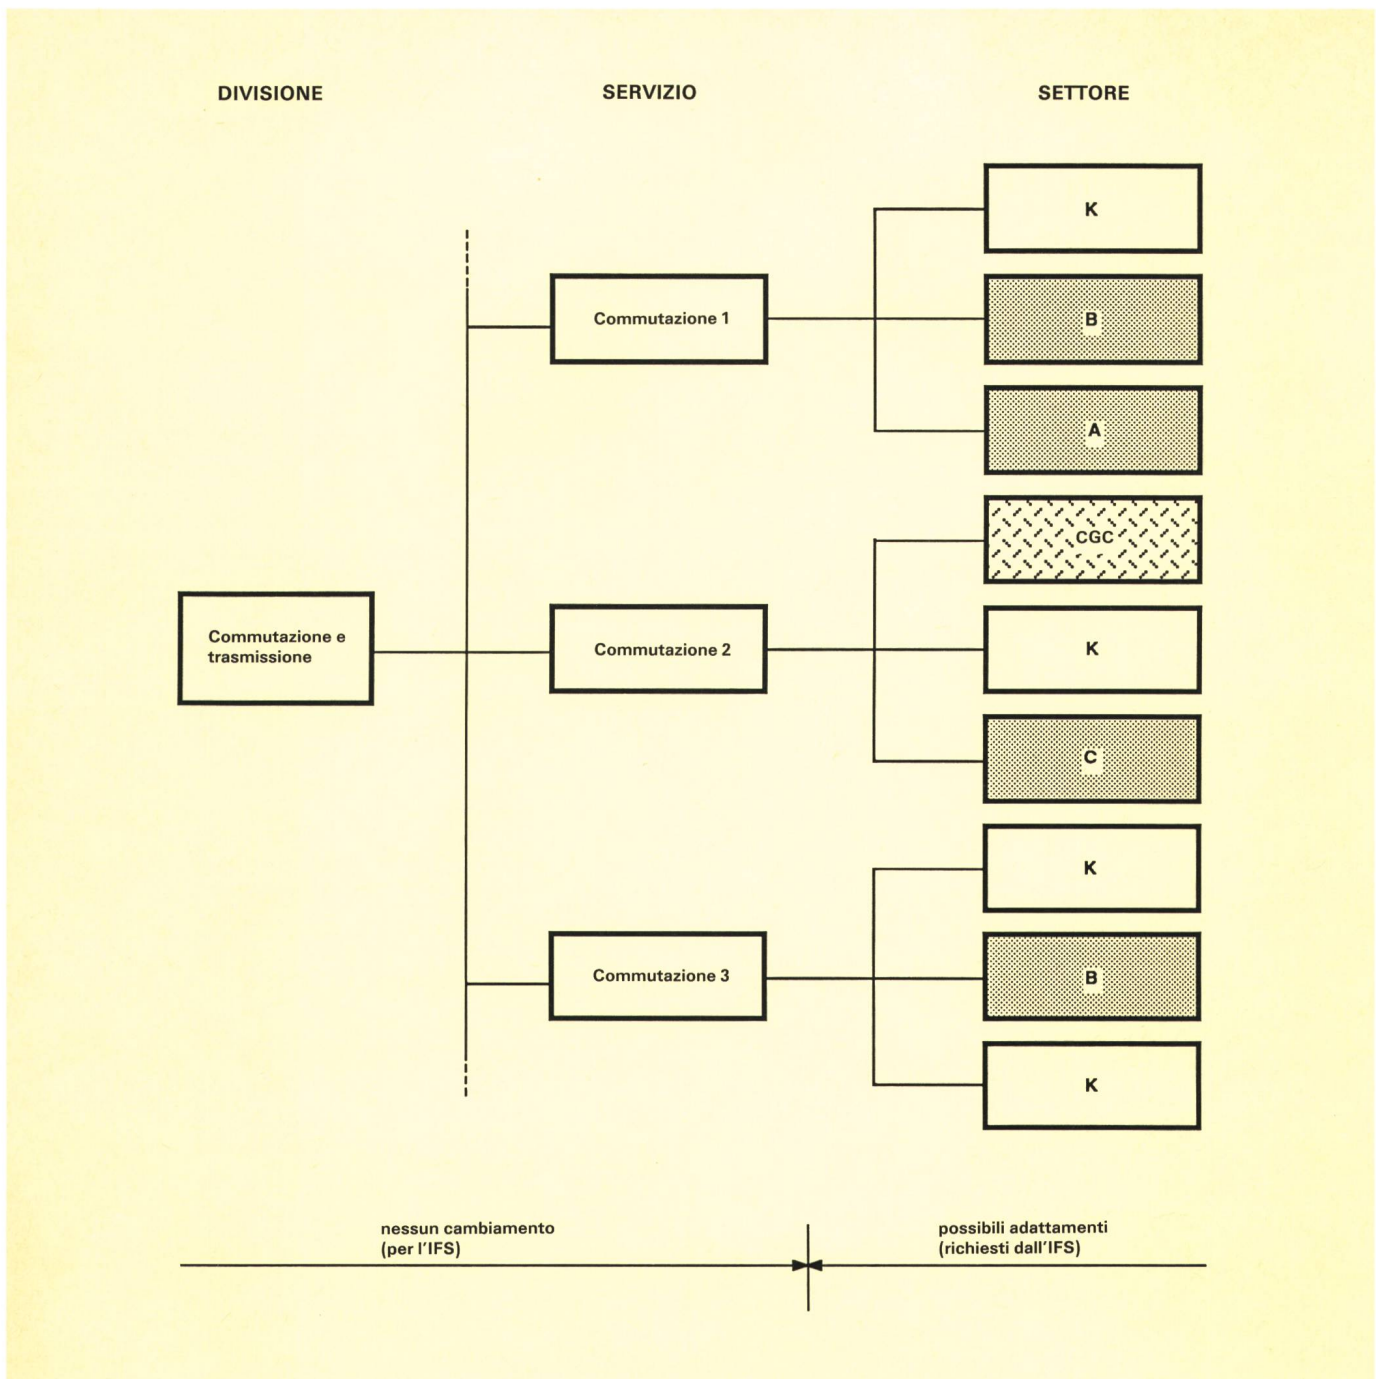 DIVISIONE
SERVIZIO
SETTORE
K
Commutazione 1
B
A
CGC
Commutazione e
trasmissione
Commutazione 2
K
C
K
Commutazione 3
B
K
nessun cambiamento
(per l'IFS)
possibili adattamenti
(richiesti dall'IFS)